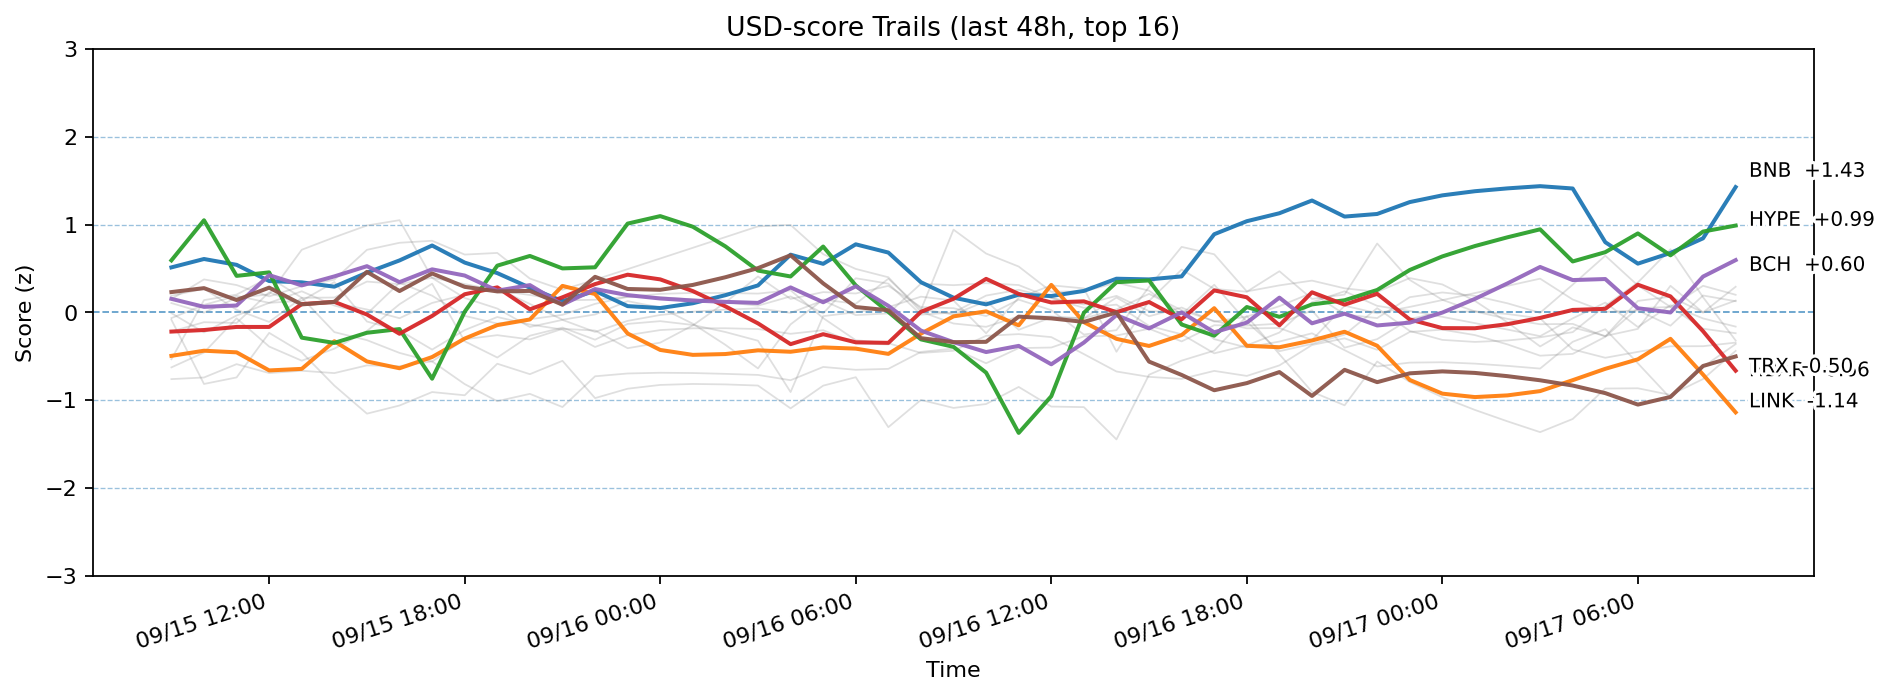 USD-score Trails (last 48h, top 16)
3
2
1
0
−1
−2
−3
Score (z)
BNB +1.43
HYPE +0.99
BCH +0.60
TRX -0.50
LINK -1.14
09/15 12:00
09/15 18:00
09/16 00:00
09/16 06:00
09/16 12:00
09/16 18:00
09/17 00:00
09/17 06:00
Time